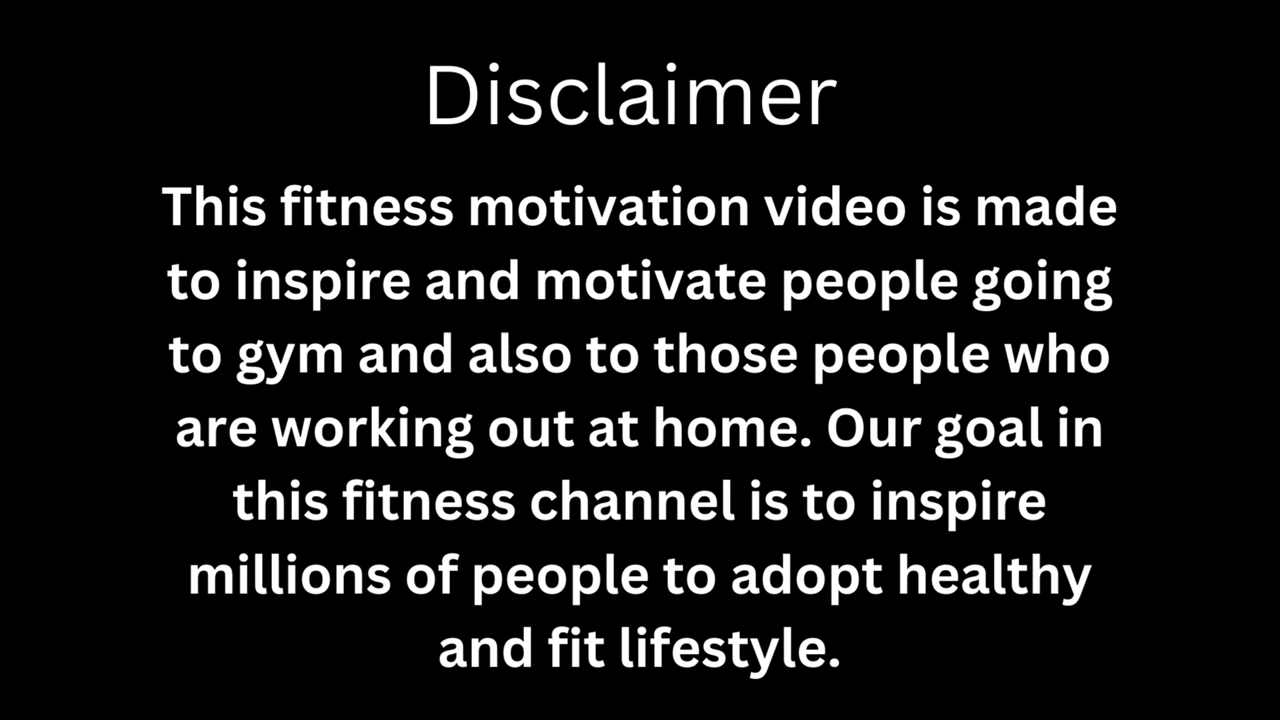 Disclaimer
This fitness motivation video is made
to inspire and motivate people going
to gym and also to those people who
are working out at home. Our goal in
this fitness channel is to inspire
millions of people to adopt healthy
and fit lifestyle.